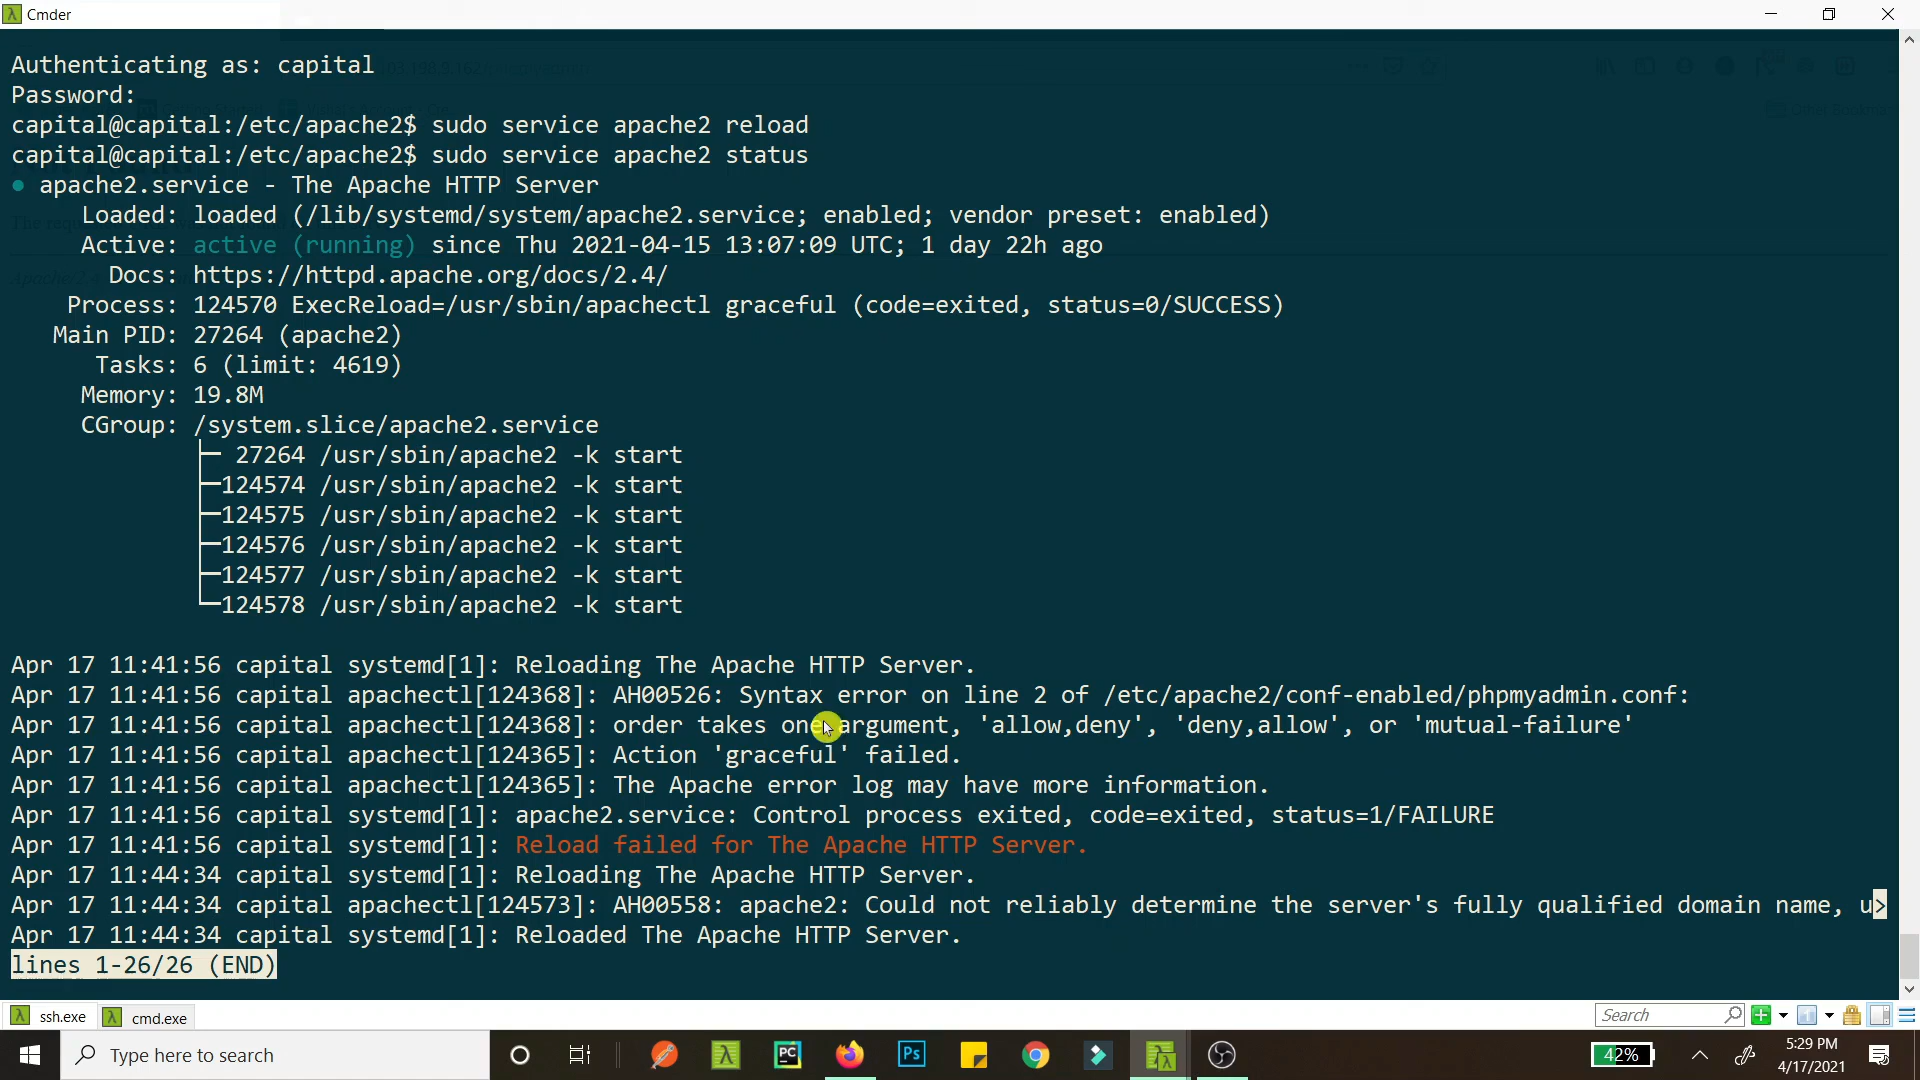 Cmder
Authenticating as: capital
Password:
capital@capital:/etc/apache2$ sudo service apache2 reload
capital@capital:/etc/apache2$ sudo service apache2 status
● apache2.service - The Apache HTTP Server
Loaded: loaded (/lib/systemd/system/apache2.service; enabled; vendor preset: enabled)
Active: active (running) since Thu 2021-04-15 13:07:09 UTC; 1 day 22h ago
Docs: https://httpd.apache.org/docs/2.4/
Process: 124570 ExecReload=/usr/sbin/apachectl graceful (code=exited, status=0/SUCCESS)
Main PID: 27264 (apache2)
Tasks: 6 (limit: 4619)
Memory: 19.8M
CGroup: /system.slice/apache2.service
├─ 27264 /usr/sbin/apache2 -k start
├─124574 /usr/sbin/apache2 -k start
├─124575 /usr/sbin/apache2 -k start
├─124576 /usr/sbin/apache2 -k start
├─124577 /usr/sbin/apache2 -k start
└─124578 /usr/sbin/apache2 -k start
Apr 17 11:41:56 capital systemd[1]: Reloading The Apache HTTP Server.
Apr 17 11:41:56 capital apachectl[124368]: AH00526: Syntax error on line 2 of /etc/apache2/conf-enabled/phpmyadmin.conf:
Apr 17 11:41:56 capital apachectl[124368]: order takes one argument, 'allow,deny', 'deny,allow', or 'mutual-failure'
Apr 17 11:41:56 capital apachectl[124365]: Action 'graceful' failed.
Apr 17 11:41:56 capital apachectl[124365]: The Apache error log may have more information.
Apr 17 11:41:56 capital systemd[1]: apache2.service: Control process exited, code=exited, status=1/FAILURE
Apr 17 11:41:56 capital systemd[1]: Reload failed for The Apache HTTP Server.
Apr 17 11:44:34 capital systemd[1]: Reloading The Apache HTTP Server.
Apr 17 11:44:34 capital apachectl[124573]: AH00558: apache2: Could not reliably determine the server's fully qualified domain name, u>
Apr 17 11:44:34 capital systemd[1]: Reloaded The Apache HTTP Server.
lines 1-26/26 (END)
ssh.exe cmd.exe Search
Type here to search 42% 5:29 PM
4/17/2021